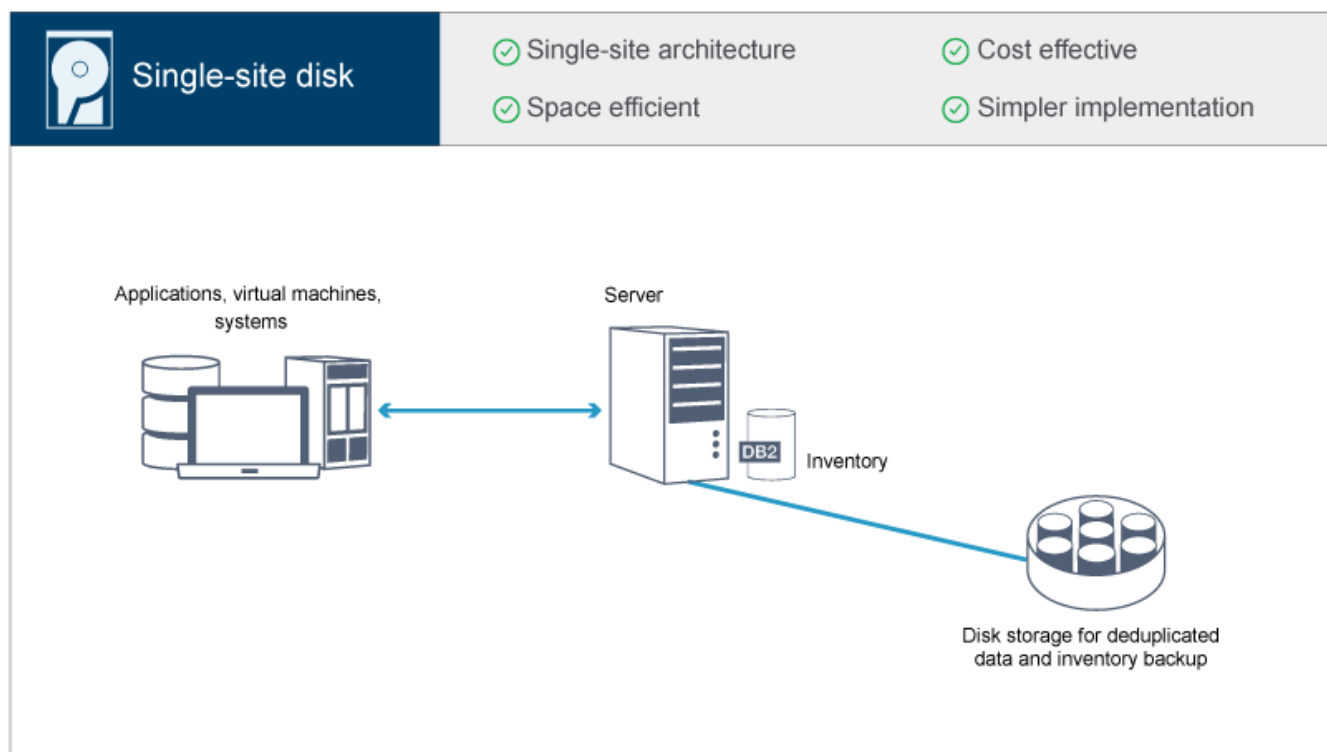 Single-site disk
Single-site architecture
Cost effective
Space efficient
Simpler implementation
Applications, virtual machines,
systems
Server
DB2
Inventory
Disk storage for deduplicated
data and inventory backup